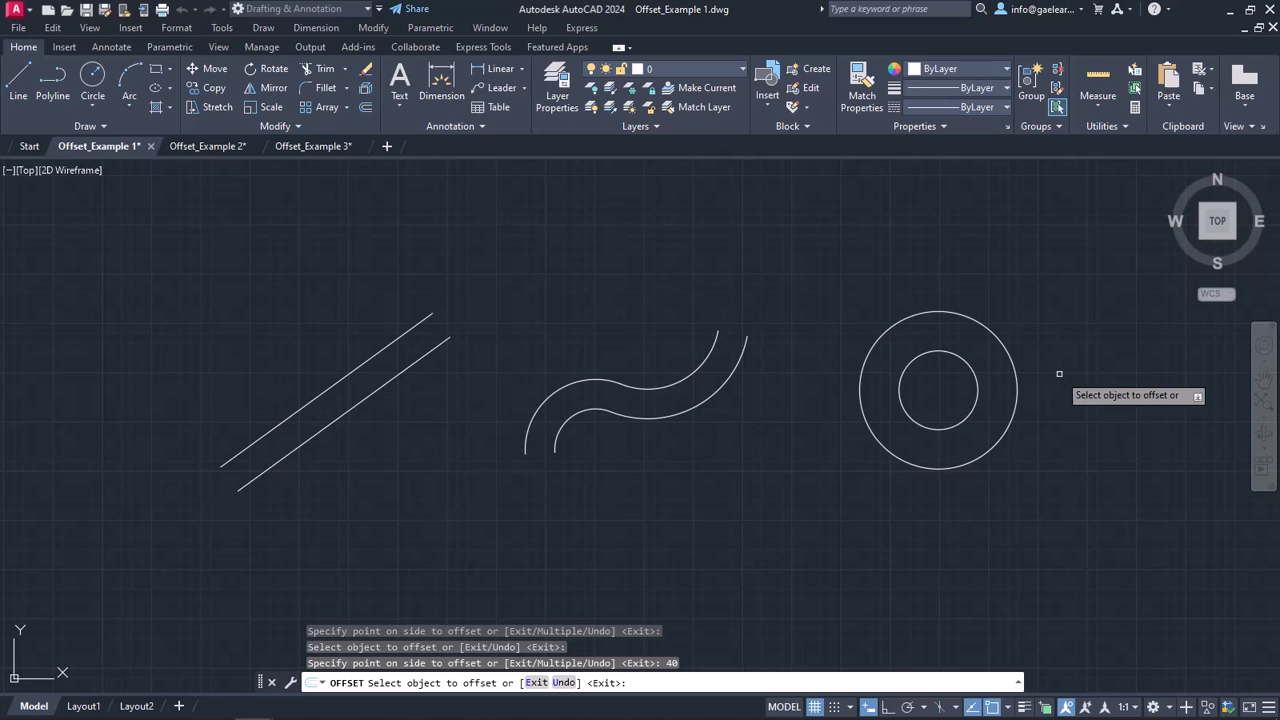 A Drafting & Annotation Share Autodesk AutoCAD 2024 Offset_Example 1.dwg Type a keyword or phrase info@gaelear...
File Edit View Insert Format Tools Draw Dimension Modify Parametric Window Help Express
Home Insert Annotate Parametric View Manage Output Add-ins Collaborate Express Tools Featured Apps
Line Polyline Circle Arc Move Rotate Trim Text Dimension Linear Layer Properties 0 Insert Create Match Properties ByLayer Group Measure Paste Base
Copy Mirror Fillet Leader Make Current Edit ByLayer
Stretch Scale Array Table Match Layer ByLayer
Draw Modify Annotation Layers Block Properties Groups Utilities Clipboard View
Start Offset_Example 1* Offset_Example 2* Offset_Example 3*
[−][Top][2D Wireframe]
N
W TOP E
S
WCS
Select object to offset or
Y
X
Specify point on side to offset or [Exit/Multiple/Undo] <Exit>:
Select object to offset or [Exit/Undo] <Exit>:
Specify point on side to offset or [Exit/Multiple/Undo] <Exit>: 40
OFFSET Select object to offset or [Exit Undo] <Exit>:
Model Layout1 Layout2 MODEL 1:1